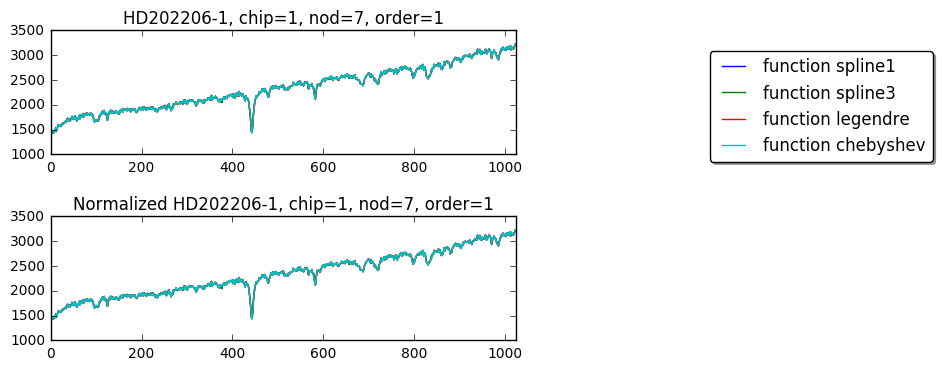 HD202206-1, chip=1, nod=7, order=1
3500
3000
2500
2000
1500
1000
0 200 400 600 800 1000
function spline1
function spline3
function legendre
function chebyshev
Normalized HD202206-1, chip=1, nod=7, order=1
3500
3000
2500
2000
1500
1000
0 200 400 600 800 1000